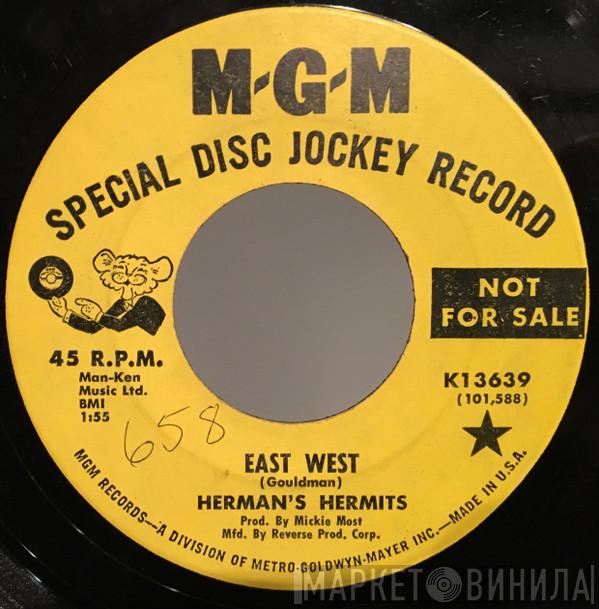 M-G-M
SPECIAL DISC JOCKEY RECORD
NOT
FOR SALE
45 R.P.M.
Man-Ken
Music Ltd.
BMI
1:55
K13639
(101,588)
658
EAST WEST
(Gouldman)
HERMAN'S HERMITS
Prod. By Mickie Most
Mfd. By Reverse Prod. Corp.
MGM RECORDS—A DIVISION OF METRO-GOLDWYN-MAYER INC.—MADE IN U.S.A.
МАРКЕТ ВИНИЛА